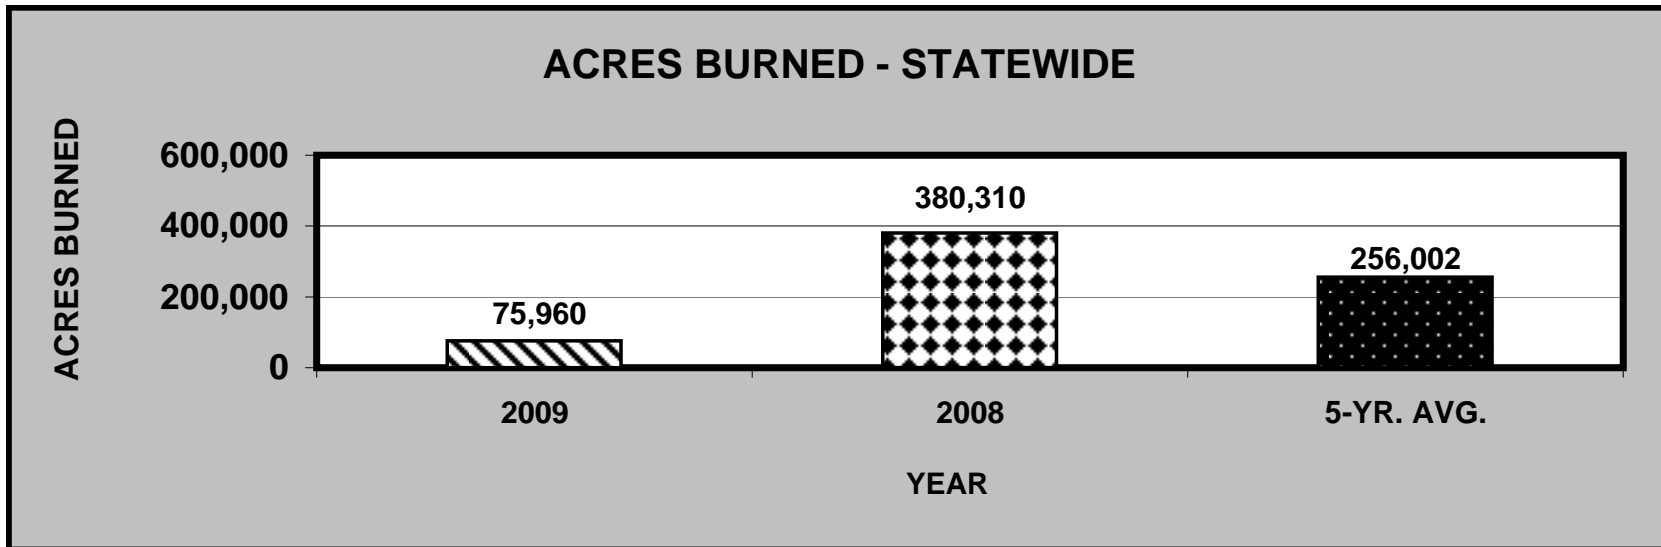 ACRES BURNED - STATEWIDE
ACRES BURNED
600,000
400,000
200,000
0
75,960
380,310
256,002
2009
2008
5-YR. AVG.
YEAR